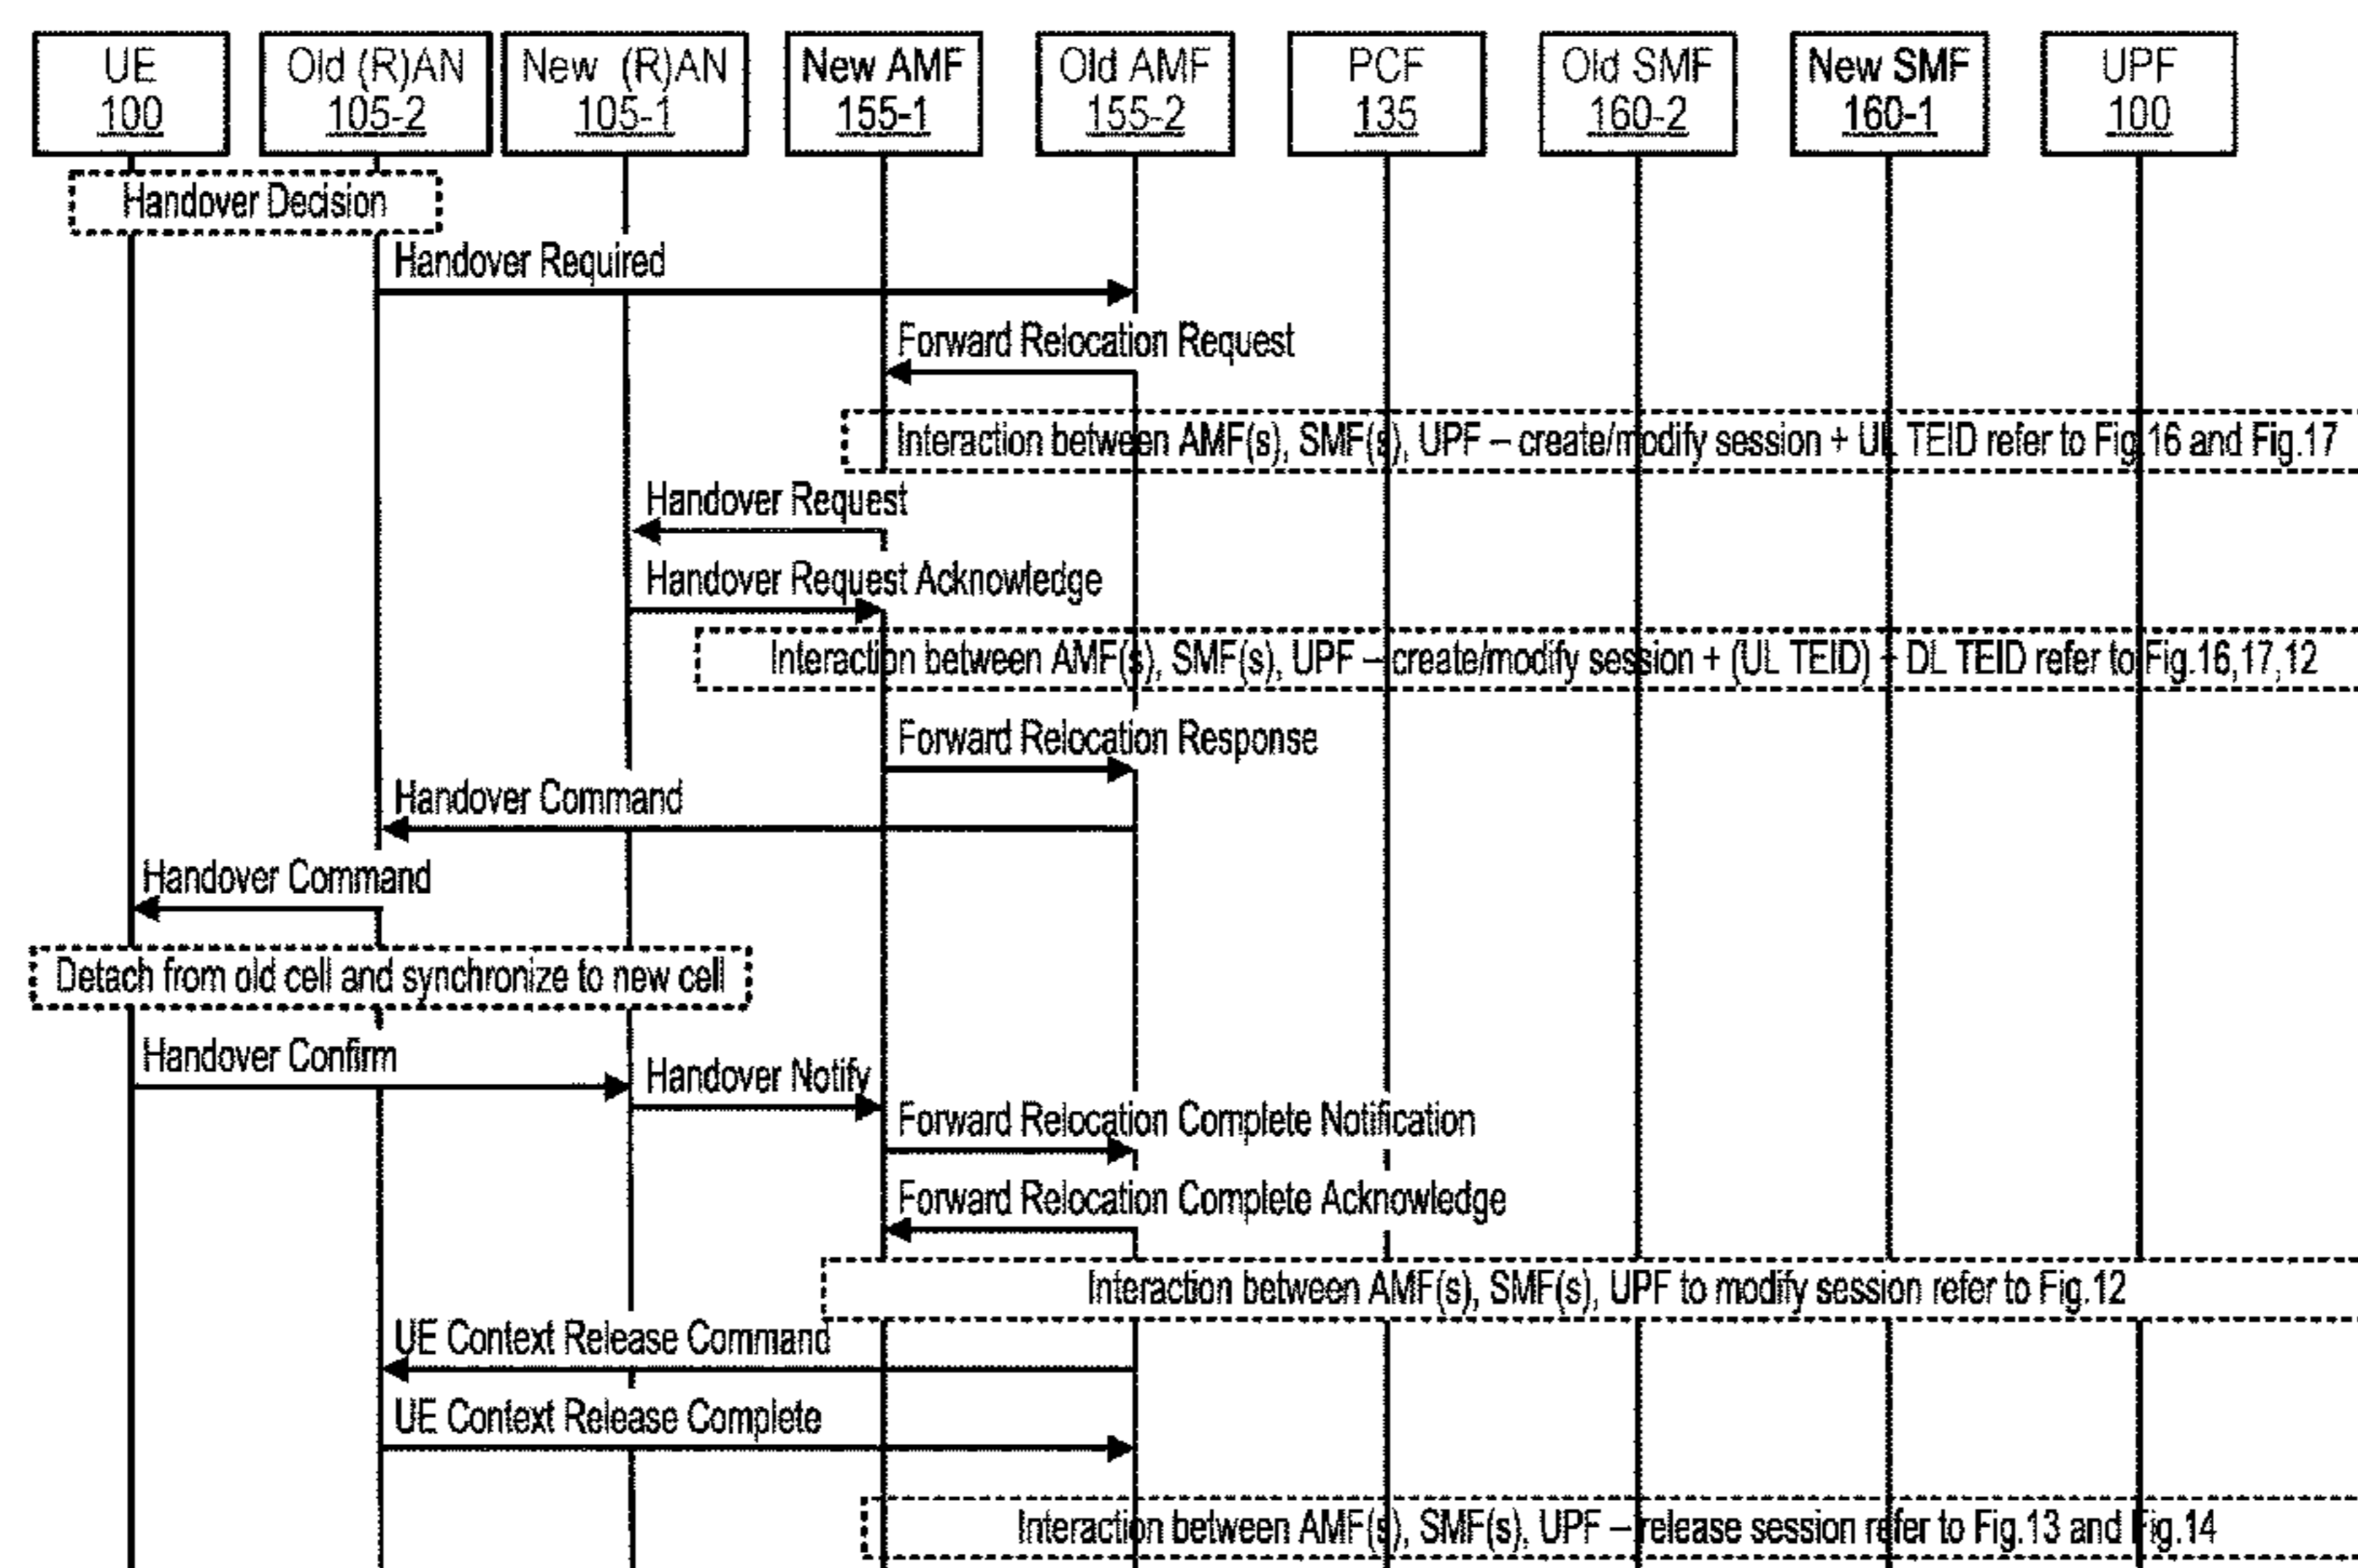 UE
100
Old (R)AN
105-2
New (R)AN
105-1
New AMF
155-1
Old AMF
155-2
PCF
135
Old SMF
160-2
New SMF
160-1
UPF
100
Handover Decision
Handover Required
Forward Relocation Request
Interaction between AMF(s), SMF(s), UPF – create/modify session + UL TEID refer to Fig.16 and Fig.17
Handover Request
Handover Request Acknowledge
Interaction between AMF(s), SMF(s), UPF – create/modify session + (UL TEID) + DL TEID refer to Fig.16,17,12
Forward Relocation Response
Handover Command
Handover Command
Detach from old cell and synchronize to new cell
Handover Confirm
Handover Notify
Forward Relocation Complete Notification
Forward Relocation Complete Acknowledge
Interaction between AMF(s), SMF(s), UPF to modify session refer to Fig.12
UE Context Release Command
UE Context Release Complete
Interaction between AMF(s), SMF(s), UPF – release session refer to Fig.13 and Fig.14